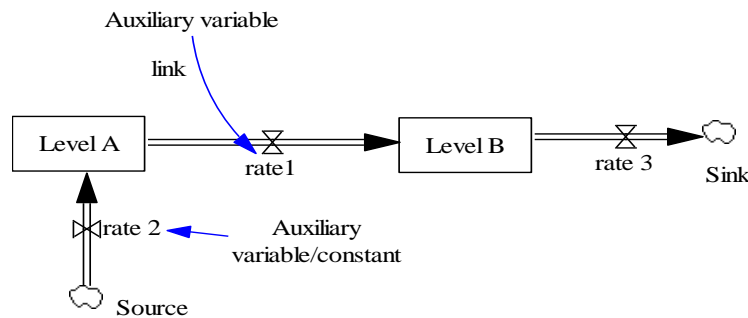 Auxiliary variable
link
Level A
rate1
Level B
rate 3
Sink
rate 2
Auxiliary
variable/constant
Source